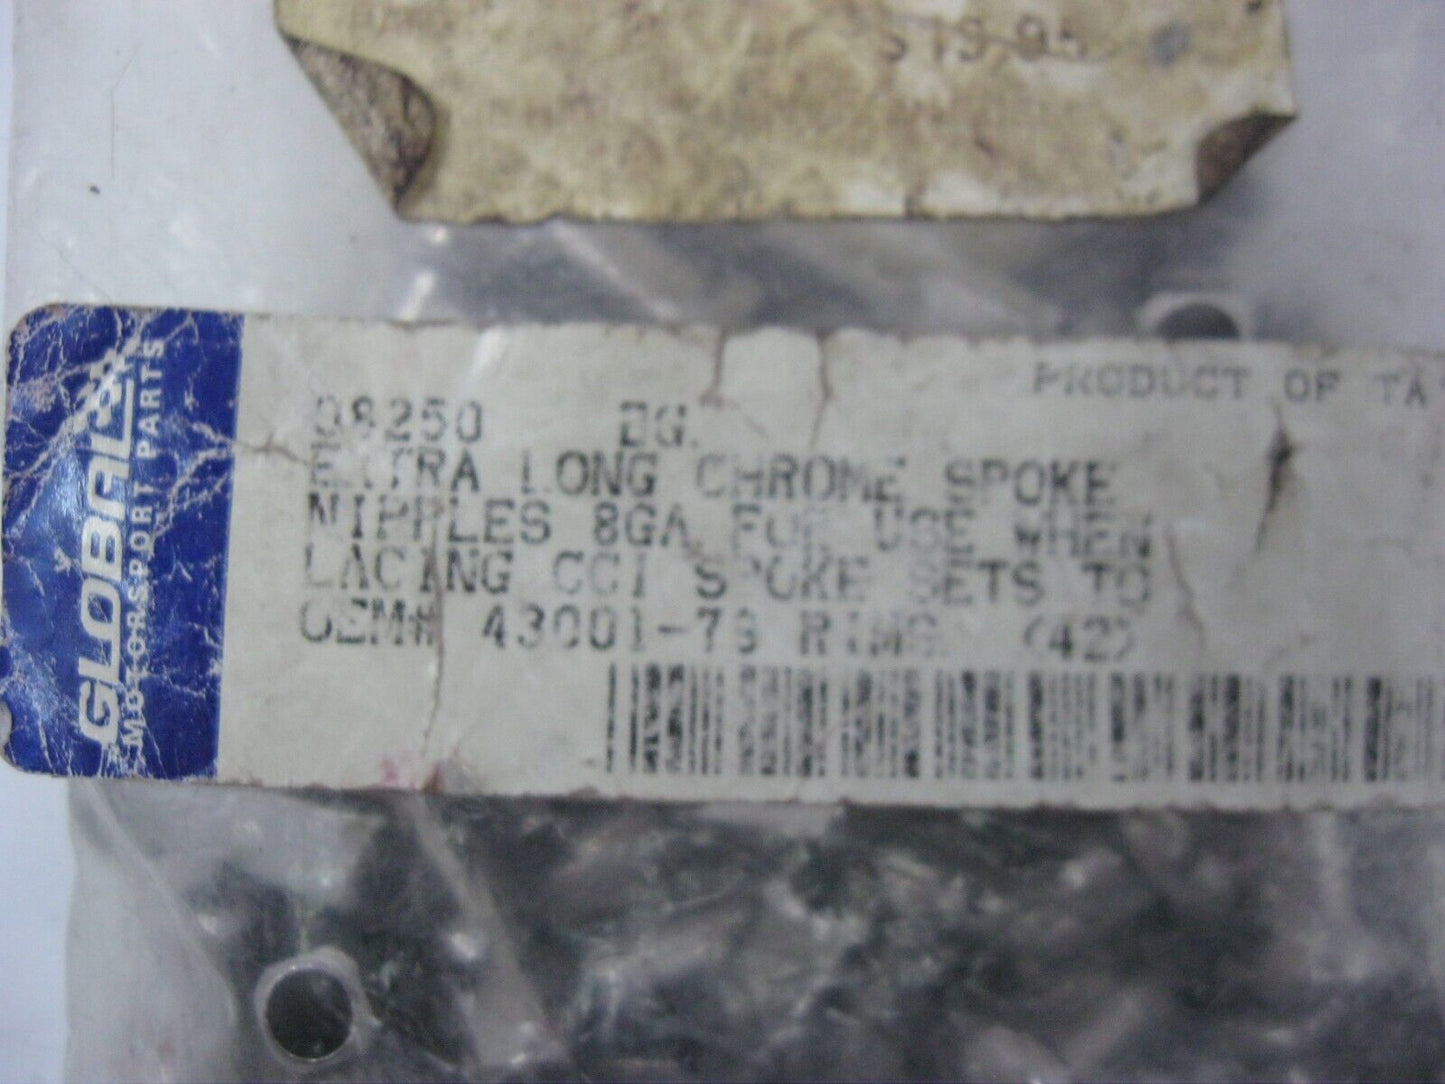 $19.95
PRODUCT OF TA
08250 BG.
EXTRA LONG CHROME SPOKE
NIPPLES 8GA FOR USE WHEN
LACING CCI SPOKE SETS TO
OEM# 43001-79 RIMS. (42)
GLOBAL
MOTORSPORT PARTS